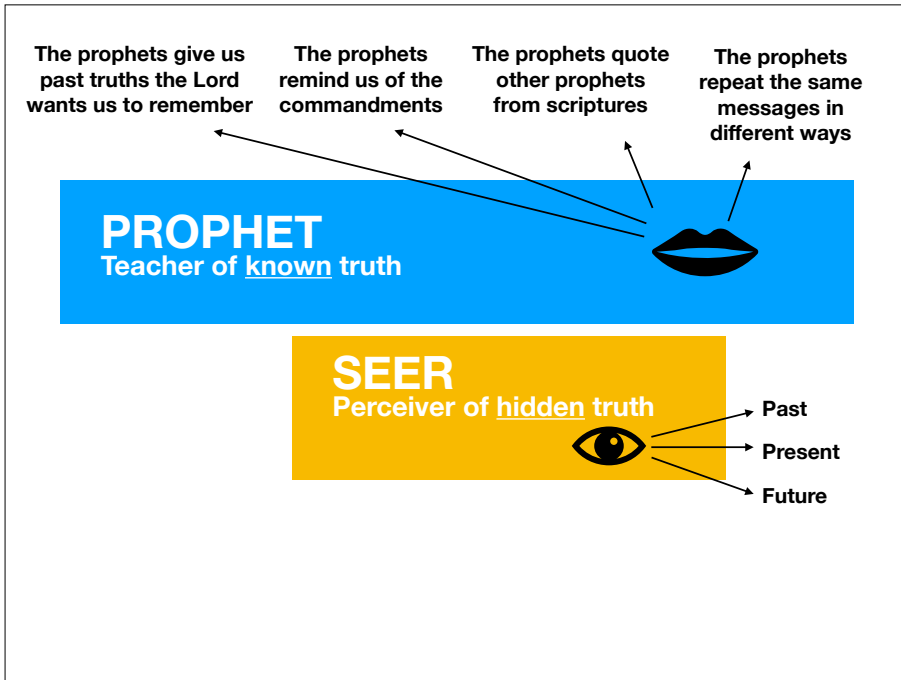 The prophets give us
past truths the Lord
wants us to remember
The prophets
remind us of the
commandments
The prophets quote
other prophets
from scriptures
The prophets
repeat the same
messages in
different ways
PROPHET
Teacher of known truth
SEER
Perceiver of hidden truth
Past
Present
Future